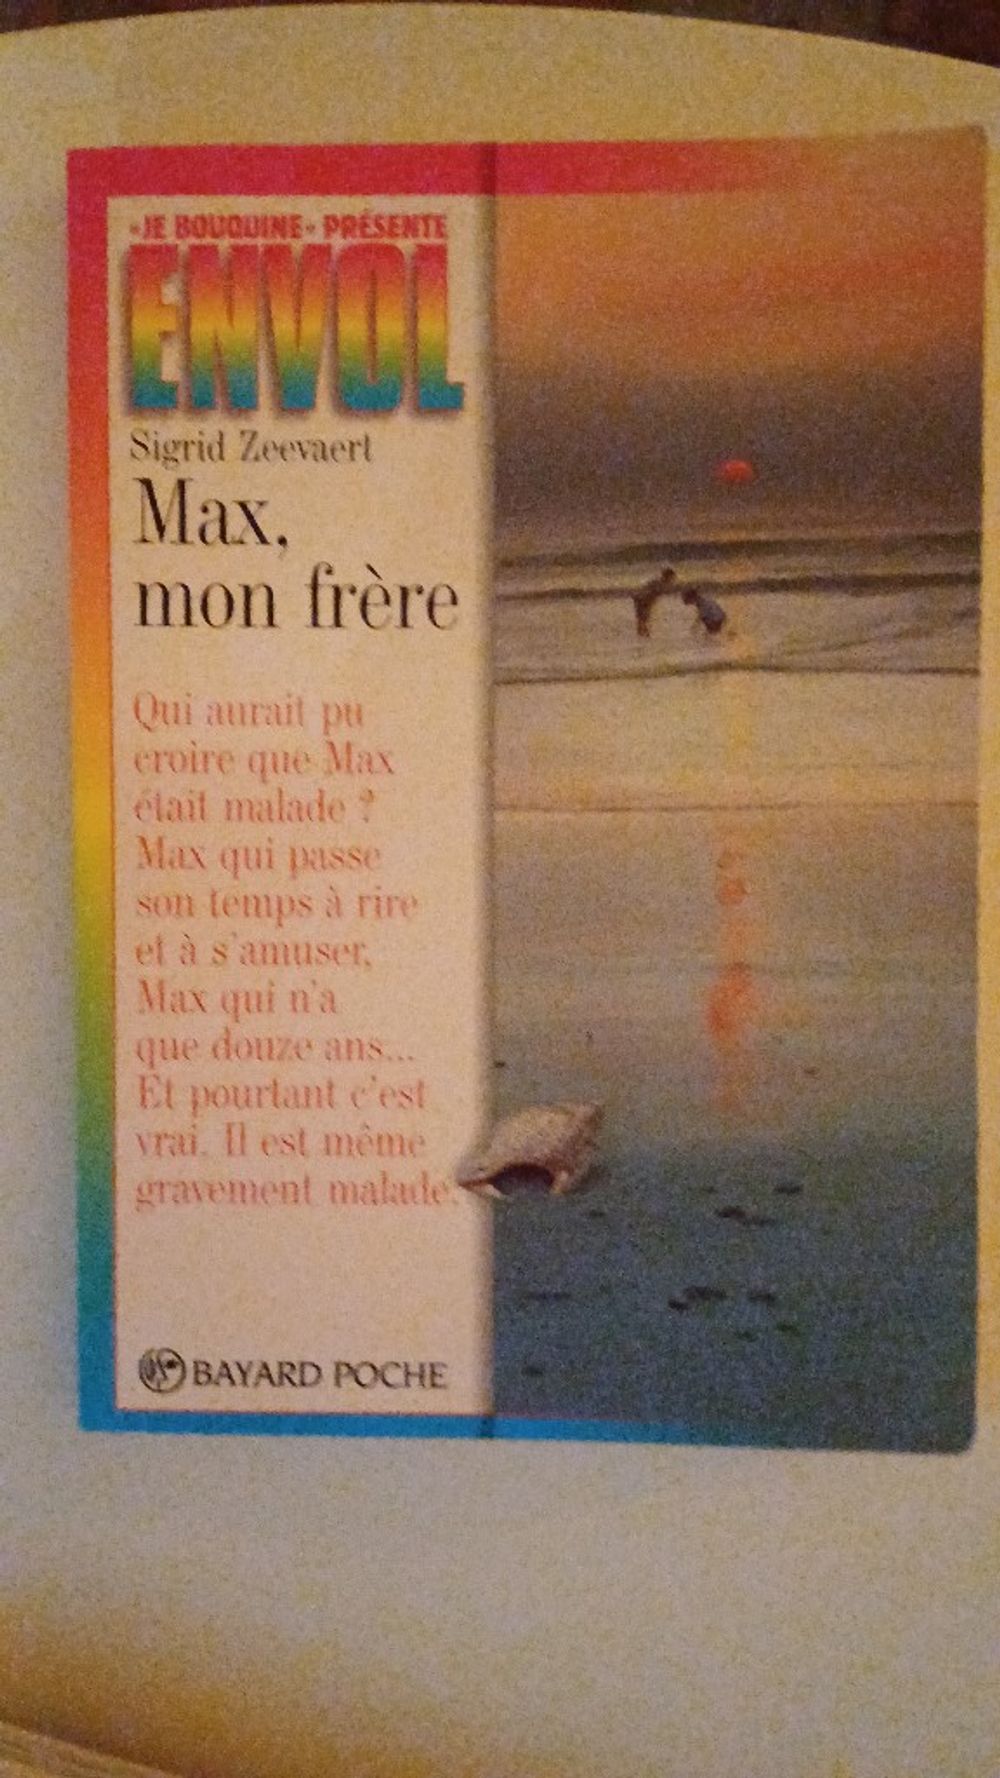 «JE BOUQUINE» PRÉSENTE
ENVOL
Sigrid Zeevaert
Max,
mon frère
Qui aurait pu
croire que Max
était malade ?
Max qui passe
son temps à rire
et à s'amuser,
Max qui n'a
que douze ans...
Et pourtant c'est
vrai. Il est même
gravement malade.
BAYARD POCHE